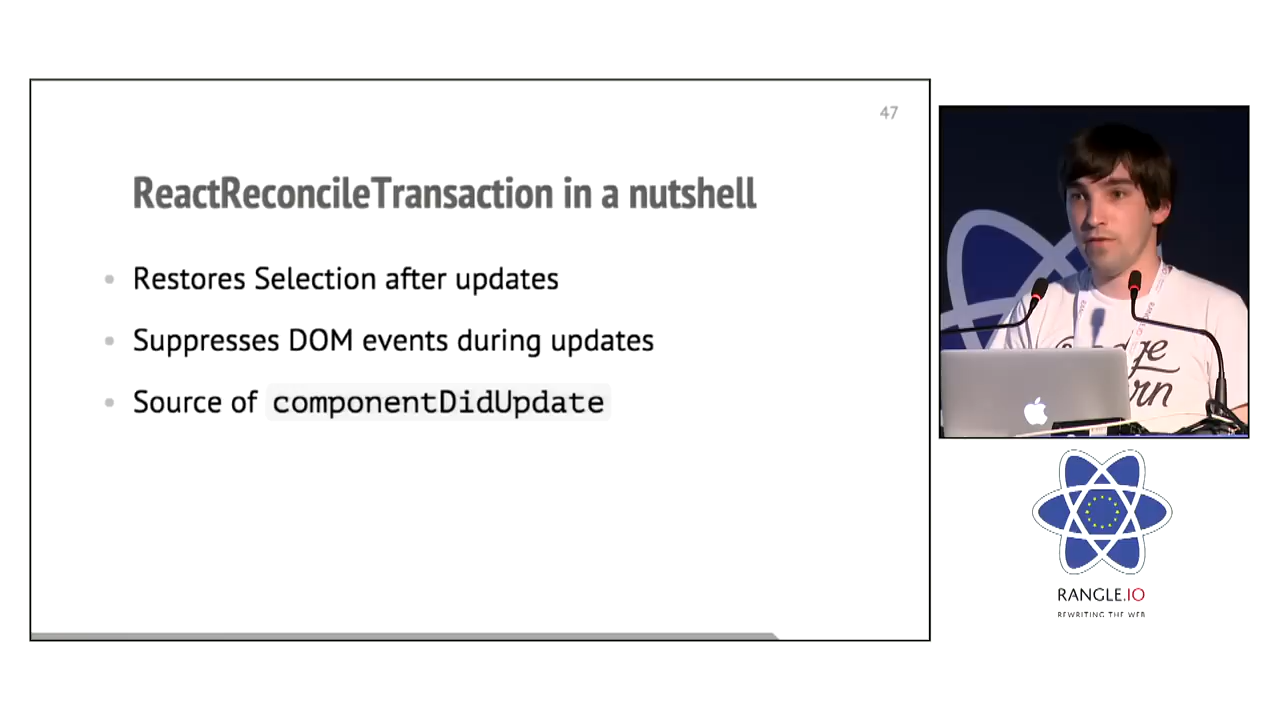 47
ReactReconcileTransaction in a nutshell
Restores Selection after updates
Suppresses DOM events during updates
Source of componentDidUpdate
RANGLE.IO
REWRITING THE WEB